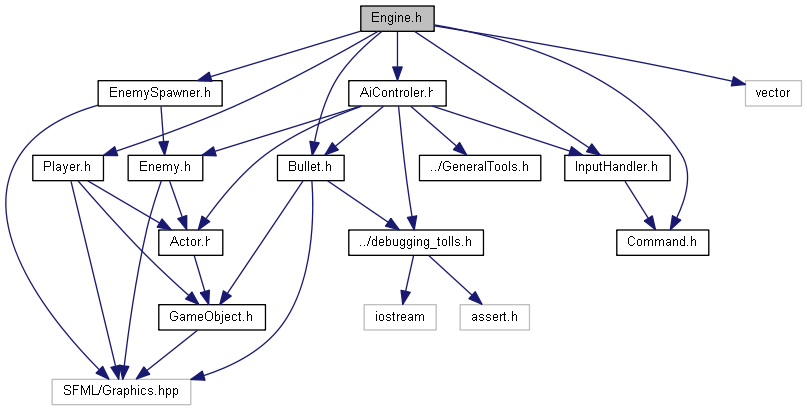 Engine.h
EnemySpawner.h
AiControler.h
vector
Player.h
Enemy.h
Bullet.h
../GeneralTools.h
InputHandler.h
Actor.h
../debugging_tolls.h
Command.h
GameObject.h
iostream
assert.h
SFML/Graphics.hpp